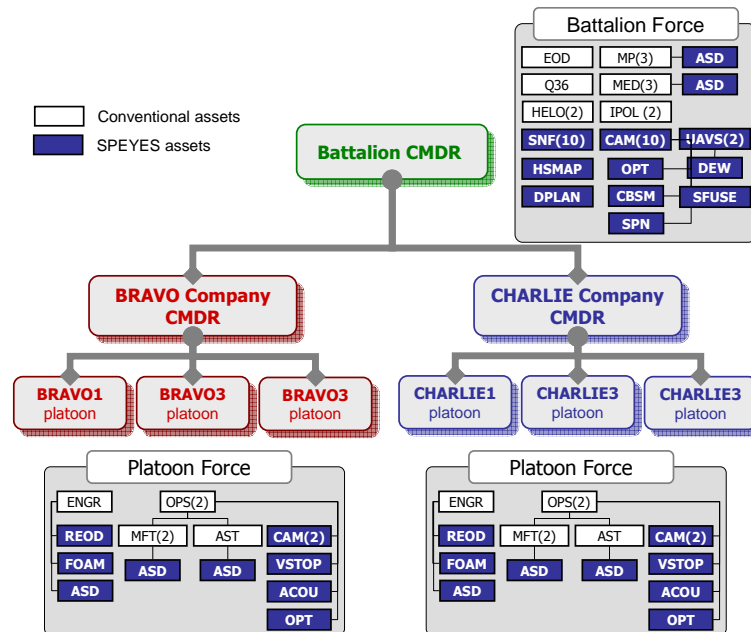 Battalion Force
EOD
MP(3)
ASD
Q36
MED(3)
ASD
HELO(2)
IPOL (2)
SNF(10)
CAM(10)
UAVS(2)
HSMAP
OPT
DEW
DPLAN
CBSM
SFUSE
SPN
Conventional assets
SPEYES assets
Battalion CMDR
BRAVO Company
CMDR
CHARLIE Company
CMDR
BRAVO1
platoon
BRAVO3
platoon
BRAVO3
platoon
CHARLIE1
platoon
CHARLIE3
platoon
CHARLIE3
platoon
Platoon Force
ENGR
OPS(2)
REOD
MFT(2)
AST
CAM(2)
FOAM
ASD
ASD
VSTOP
ASD
ACOU
OPT
Platoon Force
ENGR
OPS(2)
REOD
MFT(2)
AST
CAM(2)
FOAM
ASD
ASD
VSTOP
ASD
ACOU
OPT